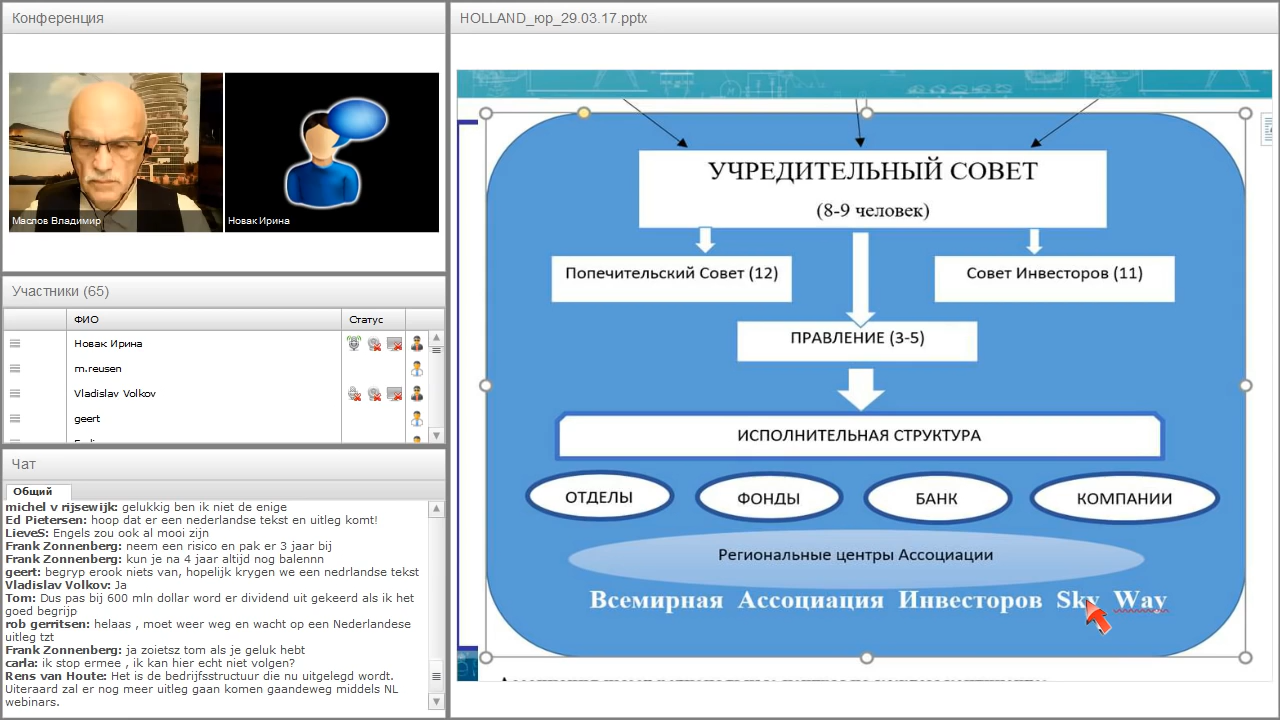 Конференция
Маслов Владимир
Новак Ирина
Участники (65)
ФИО
Статус
Новак Ирина
m.reusen
Vladislav Volkov
geert
Чат
Общий
michel v rijsewijk: gelukkig ben ik niet de enige
Ed Pietersen: hoop dat er een nederlandse tekst en uitleg komt!
LieveS: Engels zou ook al mooi zijn
Frank Zonnenberg: neem een risico en pak er 3 jaar bij
Frank Zonnenberg: kun je na 4 jaar altijd nog balennn
geert: begryp erook niets van, hopelijk krygen we een nedrlandse tekst
Vladislav Volkov: Ja
Tom: Dus pas bij 600 mln dollar word er dividend uit gekeerd als ik het
goed begrijp
rob gerritsen: helaas , moet weer weg en wacht op een Nederlandse
uitleg tzt
Frank Zonnenberg: ja zoietsz tom als je geluk hebt
carla: ik stop ermee , ik kan hier echt niet volgen?
Rens van Houte: Het is de bedrijfsstructuur die nu uitgelegd wordt.
Uiteraard zal er nog meer uitleg gaan komen gaandeweg middels NL
webinars.
HOLLAND_юр_29.03.17.pptx
УЧРЕДИТЕЛЬНЫЙ СОВЕТ
(8-9 человек)
Попечительский Совет (12)
Совет Инвесторов (11)
ПРАВЛЕНИЕ (3-5)
ИСПОЛНИТЕЛЬНАЯ СТРУКТУРА
ОТДЕЛЫ
ФОНДЫ
БАНК
КОМПАНИИ
Региональные центры Ассоциации
Всемирная Ассоциация Инвесторов Sky Way